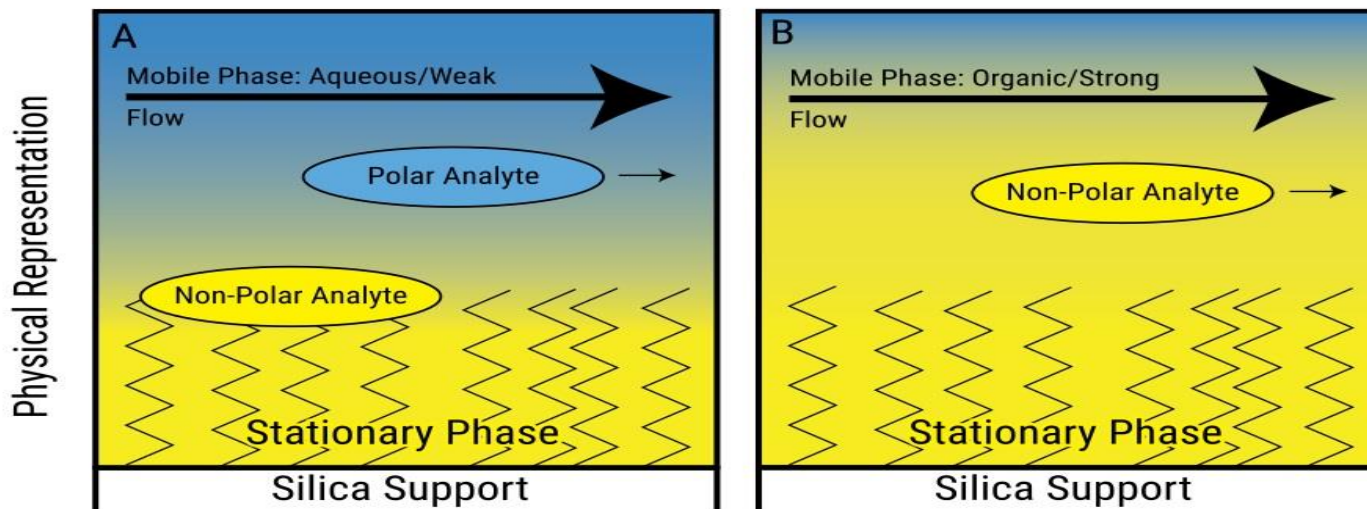 Physical Representation
A
Mobile Phase: Aqueous/Weak
Flow
Polar Analyte
Non-Polar Analyte
Stationary Phase
Silica Support
B
Mobile Phase: Organic/Strong
Flow
Non-Polar Analyte
Stationary Phase
Silica Support